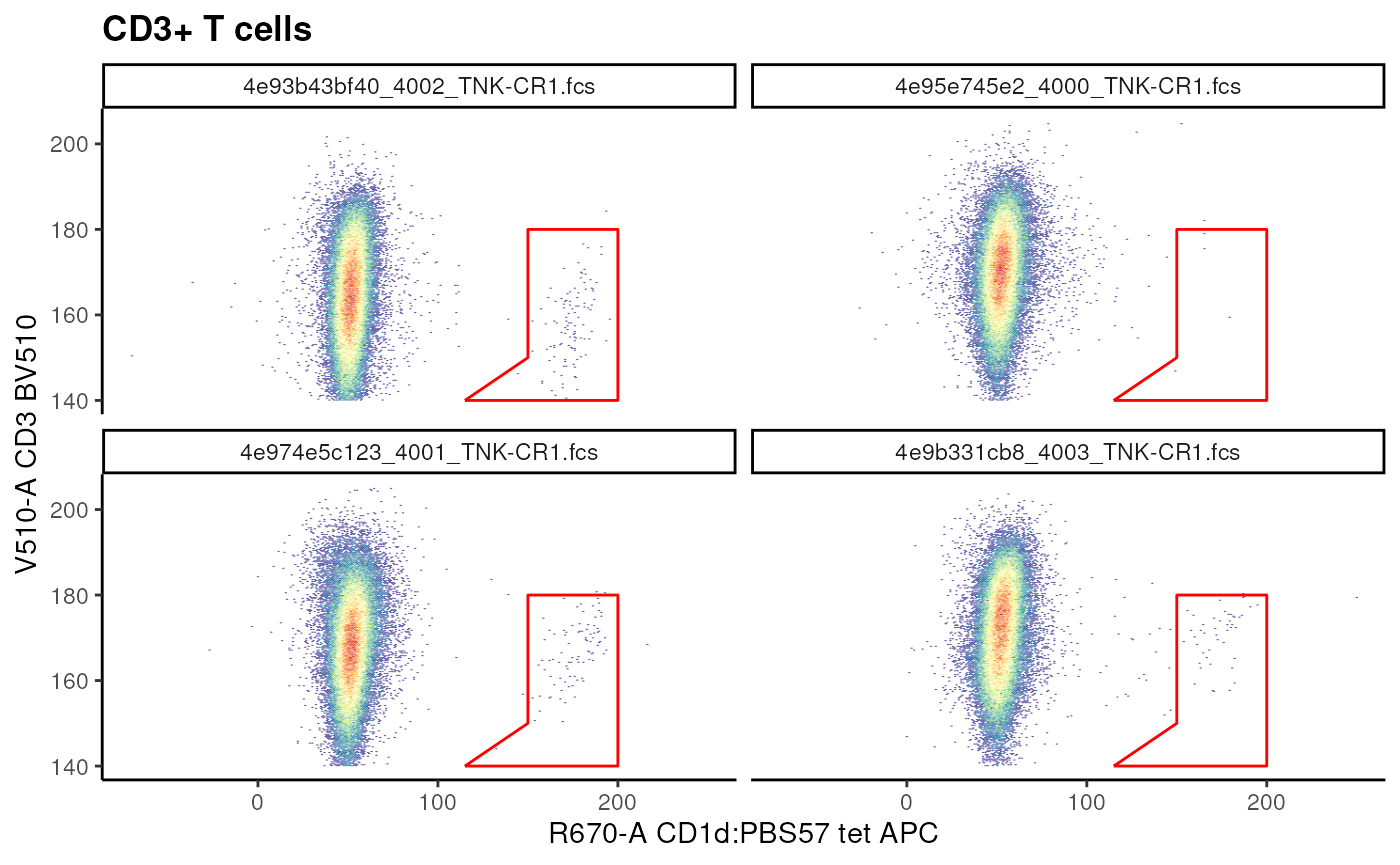 CD3+ T cells
4e93b43bf40_4002_TNK-CR1.fcs
4e95e745e2_4000_TNK-CR1.fcs
200
180
160
140
4e974e5c123_4001_TNK-CR1.fcs
4e9b331cb8_4003_TNK-CR1.fcs
200
180
160
140
V510-A CD3 BV510
0
100
200
0
100
200
R670-A CD1d:PBS57 tet APC